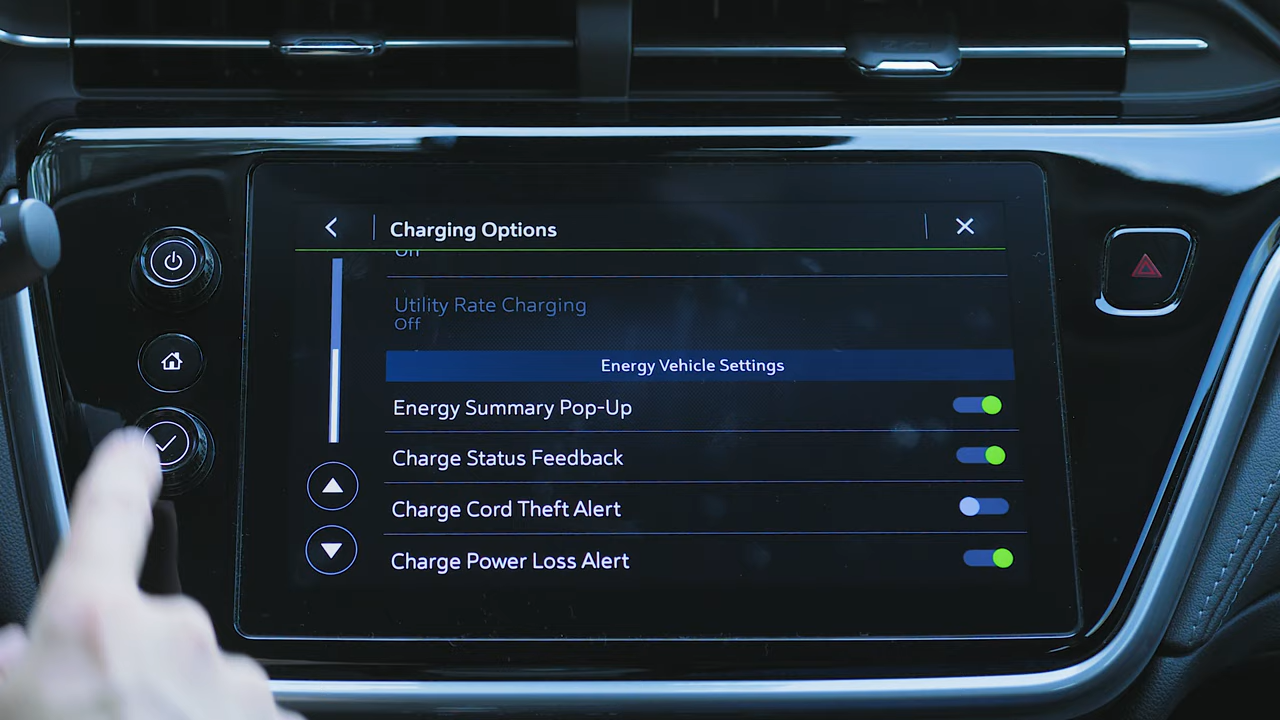 Charging Options
Off
Utility Rate Charging
Off
Energy Vehicle Settings
Energy Summary Pop-Up
Charge Status Feedback
Charge Cord Theft Alert
Charge Power Loss Alert